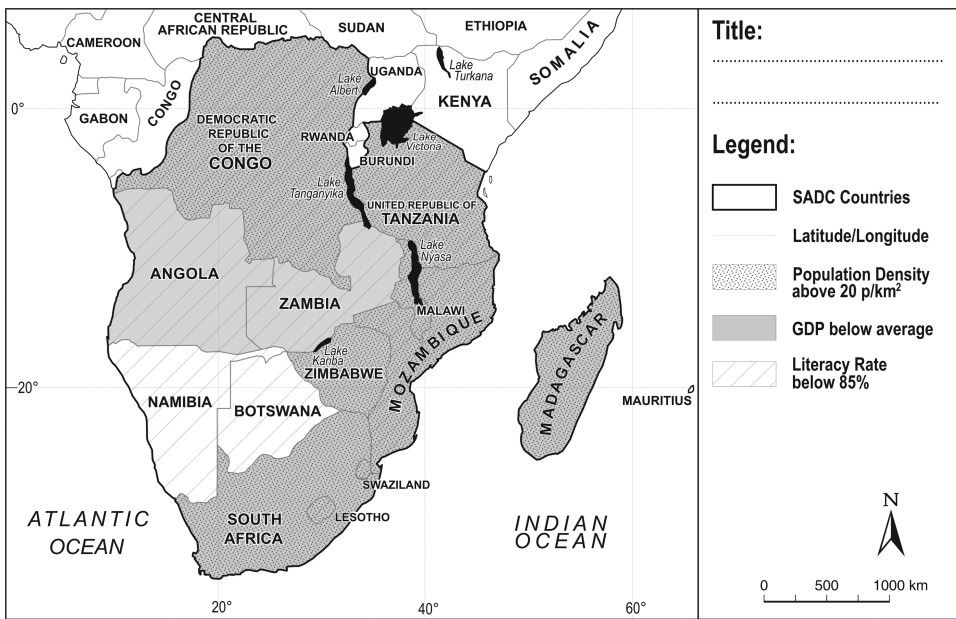 CENTRAL
AFRICAN REPUBLIC
SUDAN
ETHIOPIA
CAMEROON
SOMALIA
UGANDA
Lake
Turkana
Lake
Albert
KENYA
0°
GABON
CONGO
DEMOCRATIC
REPUBLIC
OF THE
CONGO
RWANDA
Lake
Victoria
BURUNDI
Lake
Tanganyika
UNITED REPUBLIC OF
TANZANIA
Lake
Nyasa
ANGOLA
ZAMBIA
MALAWI
MOZAMBIQUE
MADAGASCAR
Lake
Kariba
ZIMBABWE
20°
NAMIBIA
BOTSWANA
MAURITIUS
SWAZILAND
LESOTHO
SOUTH
AFRICA
ATLANTIC
OCEAN
INDIAN
OCEAN
20°
40°
60°
Title:
Legend:
SADC Countries
Latitude/Longitude
Population Density
above 20 p/km²
GDP below average
Literacy Rate
below 85%
N
0 500 1000 km